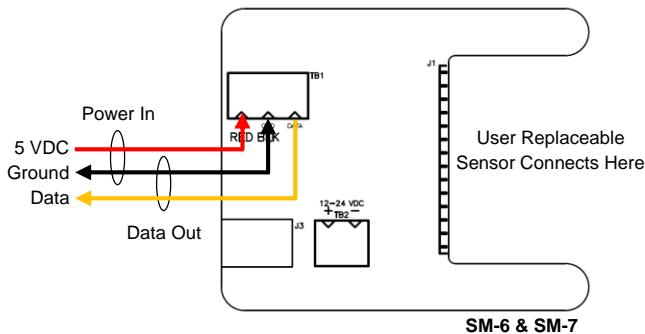 TB1
J1
Power In
GND DATA
RED BLK
5 VDC
Ground
Data
User Replaceable
Sensor Connects Here
12-24 VDC
+ TB2 -
J3
Data Out
SM-6 & SM-7